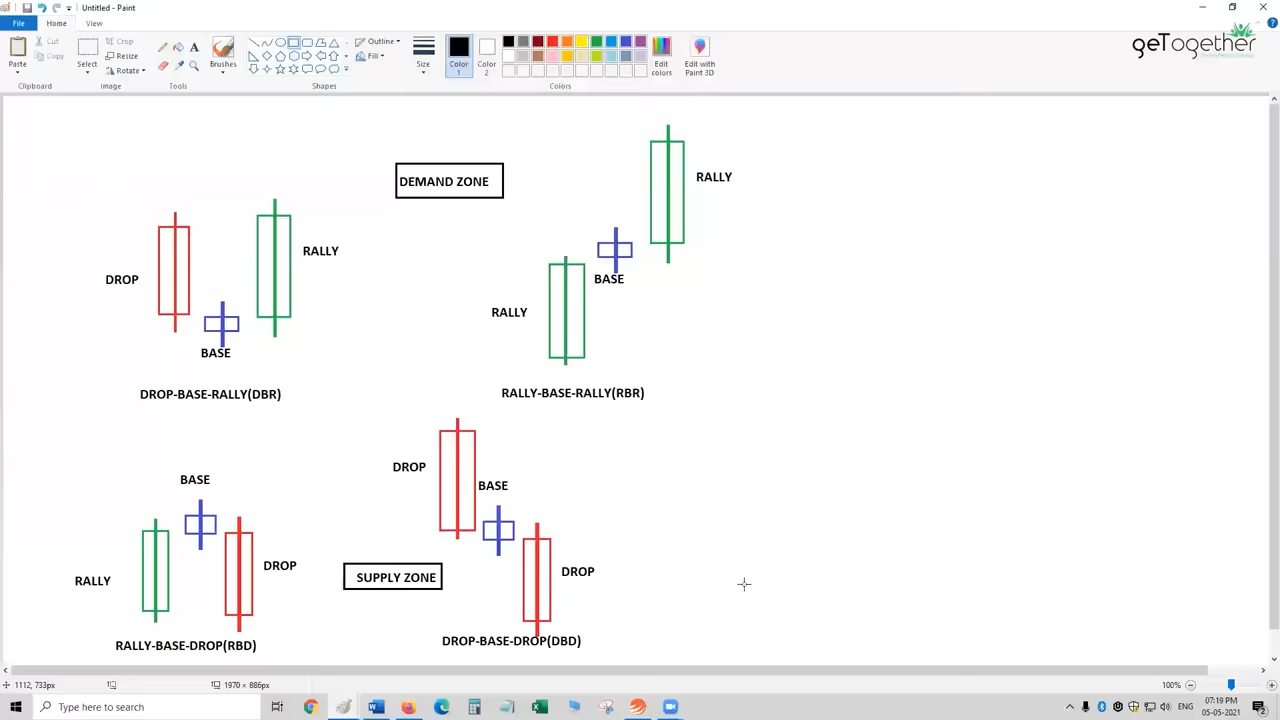 Untitled - Paint
File
Home
View
Paste
Cut
Copy
Clipboard
Select
Crop
Resize
Rotate
Image
A
Tools
Brushes
Shapes
Outline
Fill
Size
Color
1
Color
2
Colors
Edit
colors
Edit with
Paint 3D
geTogether
DEMAND ZONE
RALLY
DROP
RALLY
BASE
RALLY
BASE
DROP-BASE-RALLY(DBR)
RALLY-BASE-RALLY(RBR)
DROP
BASE
BASE
RALLY
DROP
SUPPLY ZONE
DROP
RALLY-BASE-DROP(RBD)
DROP-BASE-DROP(DBD)
1112, 733px
1970 × 886px
100%
Type here to search
ENG
07:19 PM
05-05-2021
2